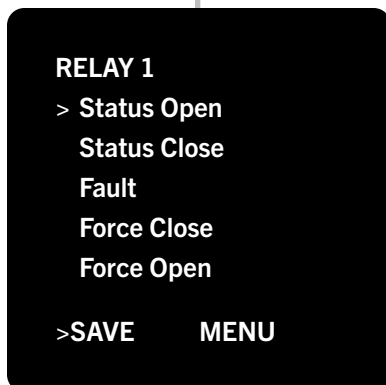 RELAY 1
> Status Open
Status Close
Fault
Force Close
Force Open
>SAVE MENU